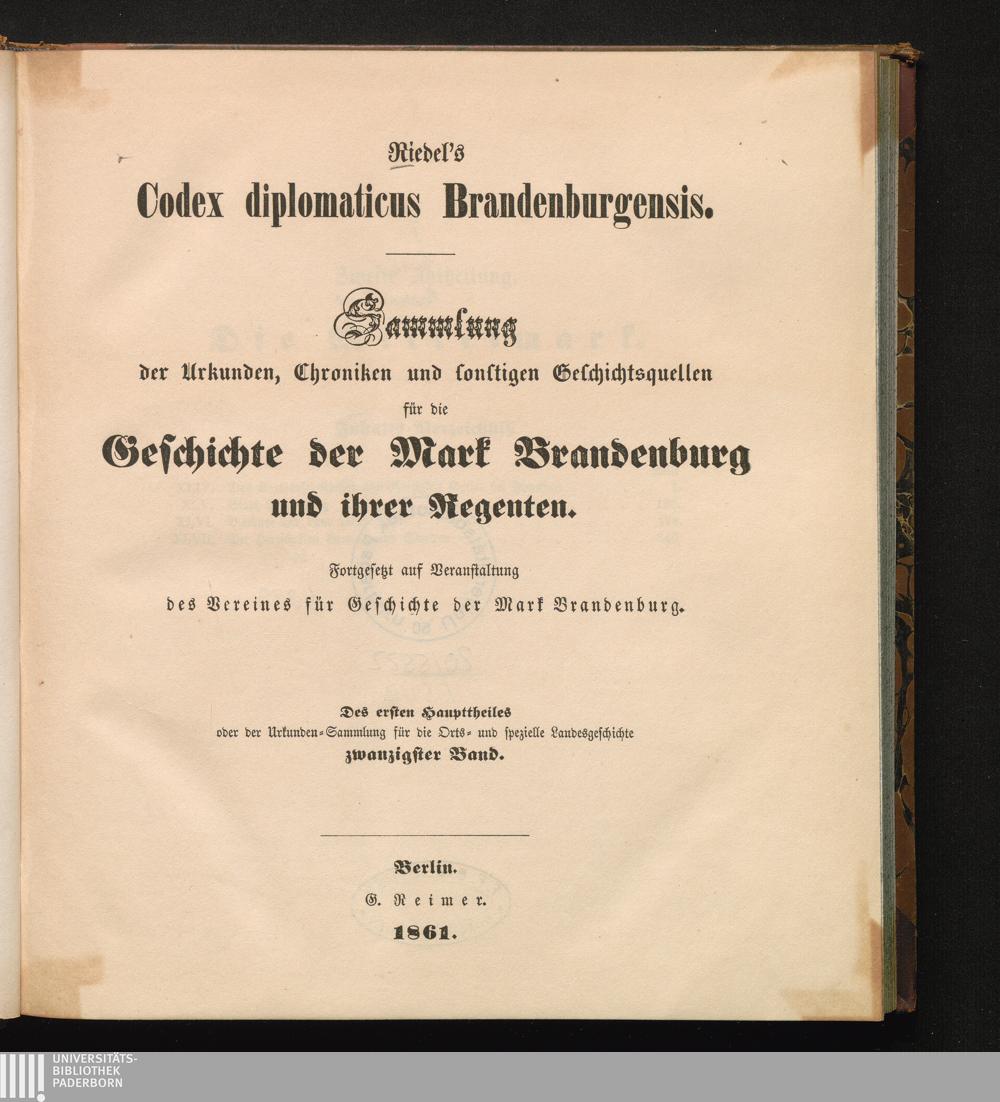 Riedel's
Codex diplomaticus Brandenburgensis.
Sammlung
der Urkunden, Chroniken und sonstigen Geschichtsquellen
für die
Geschichte der Mark Brandenburg
und ihrer Regenten.
Fortgesetzt auf Veranstaltung
des Vereines für Geschichte der Mark Brandenburg.
Des ersten Haupttheiles
oder der Urkunden-Sammlung für die Orts- und spezielle Landesgeschichte
zwanzigster Band.
Berlin.
G. Reimer.
1861.
UNIVERSITÄTS-
BIBLIOTHEK
PADERBORN